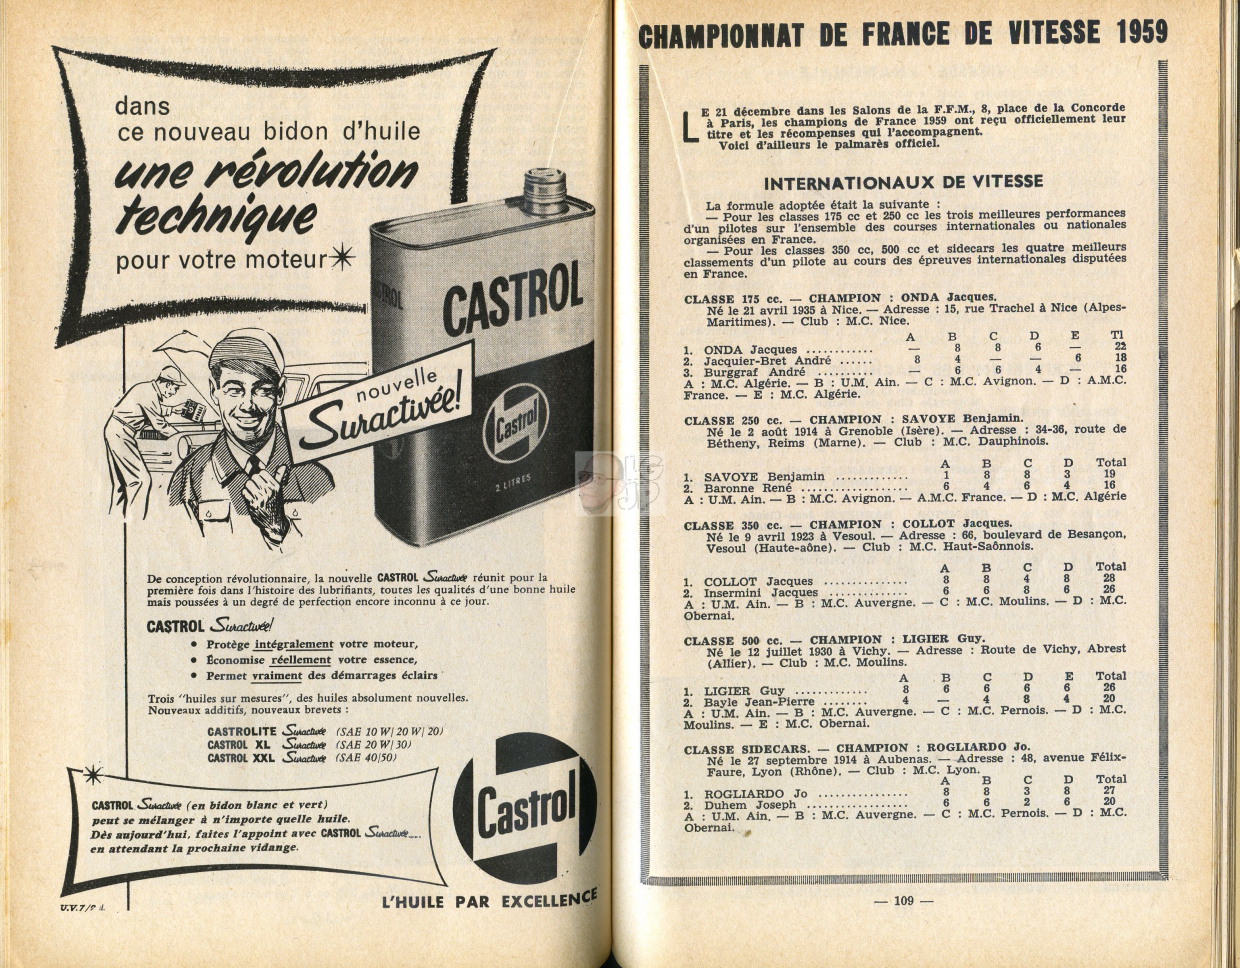 dans
ce nouveau bidon d'huile
une révolution
technique
pour votre moteur
CASTROL
CASTROL
nouvelle
Suractivée!
Castrol
2 LITRES
De conception révolutionnaire, la nouvelle CASTROL Suractivée réunit pour la
première fois dans l'histoire des lubrifiants, toutes les qualités d'une bonne huile
mais poussées à un degré de perfection encore inconnu à ce jour.
CASTROL Suractivée!
• Protège intégralement votre moteur,
• Économise réellement votre essence,
• Permet vraiment des démarrages éclairs
Trois "huiles sur mesures", des huiles absolument nouvelles.
Nouveaux additifs, nouveaux brevets :
CASTROLITE Suractivée (SAE 10 W| 20 W| 20)
CASTROL XL Suractivée (SAE 20 W| 30)
CASTROL XXL Suractivée (SAE 40|50)
CASTROL Suractivée (en bidon blanc et vert)
peut se mélanger à n'importe quelle huile.
Dès aujourd'hui, faites l'appoint avec CASTROL Suractivée....
en attendant la prochaine vidange.
Castrol
L'HUILE PAR EXCELLENCE
CHAMPIONNAT DE FRANCE DE VITESSE 1959
LE 21 décembre dans les Salons de la F.F.M., 8, place de la Concorde
à Paris, les champions de France 1959 ont reçu officiellement leur
titre et les récompenses qui l'accompagnent.
Voici d'ailleurs le palmarès officiel.
INTERNATIONAUX DE VITESSE
La formule adoptée était la suivante :
— Pour les classes 175 cc et 250 cc les trois meilleures performances
d'un pilotes sur l'ensemble des courses internationales ou nationales
organisées en France.
— Pour les classes 350 cc, 500 cc et sidecars les quatre meilleurs
classements d'un pilote au cours des épreuves internationales disputées
en France.
CLASSE 175 cc. — CHAMPION : ONDA Jacques.
Né le 21 avril 1935 à Nice. — Adresse : 15, rue Trachel à Nice (Alpes-
Maritimes). — Club : M.C. Nice.
A B C D E Tl
1. ONDA Jacques ............ — 8 8 6 — 22
2. Jacquier-Bret André ...... 8 4 — — 6 18
3. Burggraf André .......... — 6 6 4 — 16
A : M.C. Algérie. — B : U.M. Ain. — C : M.C. Avignon. — D : A.M.C.
France. — E : M.C. Algérie.
CLASSE 250 cc. — CHAMPION : SAVOYE Benjamin.
Né le 2 août 1914 à Grenoble (Isère). — Adresse : 34-36, route de
Bétheny, Reims (Marne). — Club : M.C. Dauphinois.
A B C D Total
1. SAVOYE Benjamin ............. 1 8 8 3 19
2. Baronne René ................... 6 4 6 4 16
A : U.M. Ain. — B : M.C. Avignon. — A.M.C. France. — D : M.C. Algérie
CLASSE 350 cc. — CHAMPION : COLLOT Jacques.
Né le 9 avril 1923 à Vesoul. — Adresse : 66, boulevard de Besançon,
Vesoul (Haute-aône). — Club : M.C. Haut-Saônnois.
A B C D Total
1. COLLOT Jacques ............... 8 8 4 8 28
2. Insermini Jacques .............. 6 6 8 6 26
A : U.M. Ain. — B : M.C. Auvergne. — C : M.C. Moulins. — D : M.C.
Obernai.
CLASSE 500 cc. — CHAMPION : LIGIER Guy.
Né le 12 juillet 1930 à Vichy. — Adresse : Route de Vichy, Abrest
(Allier). — Club : M.C. Moulins.
A B C D E Total
1. LIGIER Guy ............. 8 6 6 6 6 26
2. Bayle Jean-Pierre ........ 4 — 4 8 4 20
A : U.M. Ain. — B : M.C. Auvergne. — C : M.C. Pernois. — D : M.C.
Moulins. — E : M.C. Obernai.
CLASSE SIDECARS. — CHAMPION : ROGLIARDO Jo.
Né le 27 septembre 1914 à Aubenas. — Adresse : 48, avenue Félix-
Faure, Lyon (Rhône). — Club : M.C. Lyon.
A B C D Total
1. ROGLIARDO Jo ................ 8 8 3 8 27
2. Duhem Joseph .................. 6 6 2 6 20
A : U.M. Ain. — B : M.C. Auvergne. — C : M.C. Pernois. — D : M.C.
Obernai.
— 109 —